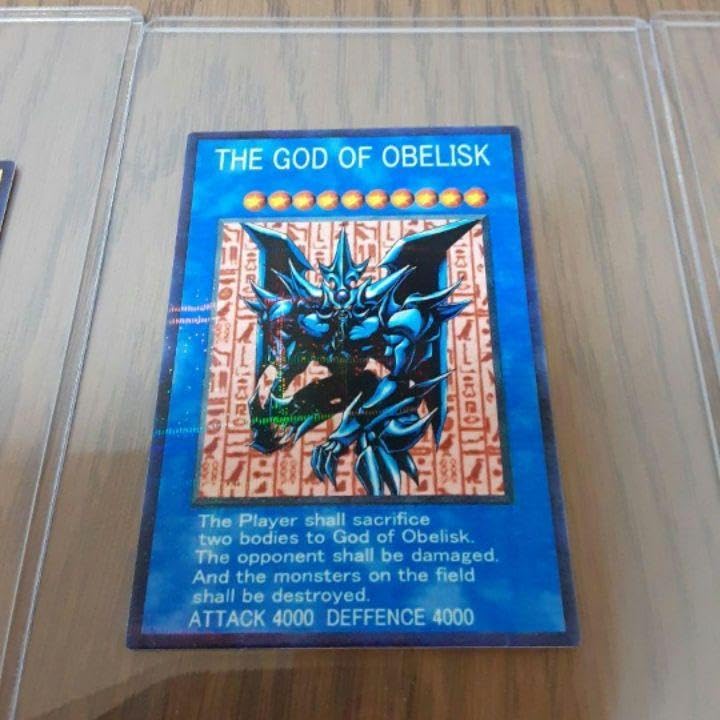 THE GOD OF OBELISK
The Player shall sacrifice
two bodies to God of Obelisk.
The opponent shall be damaged.
And the monsters on the field
shall be destroyed.
ATTACK 4000 DEFFENCE 4000